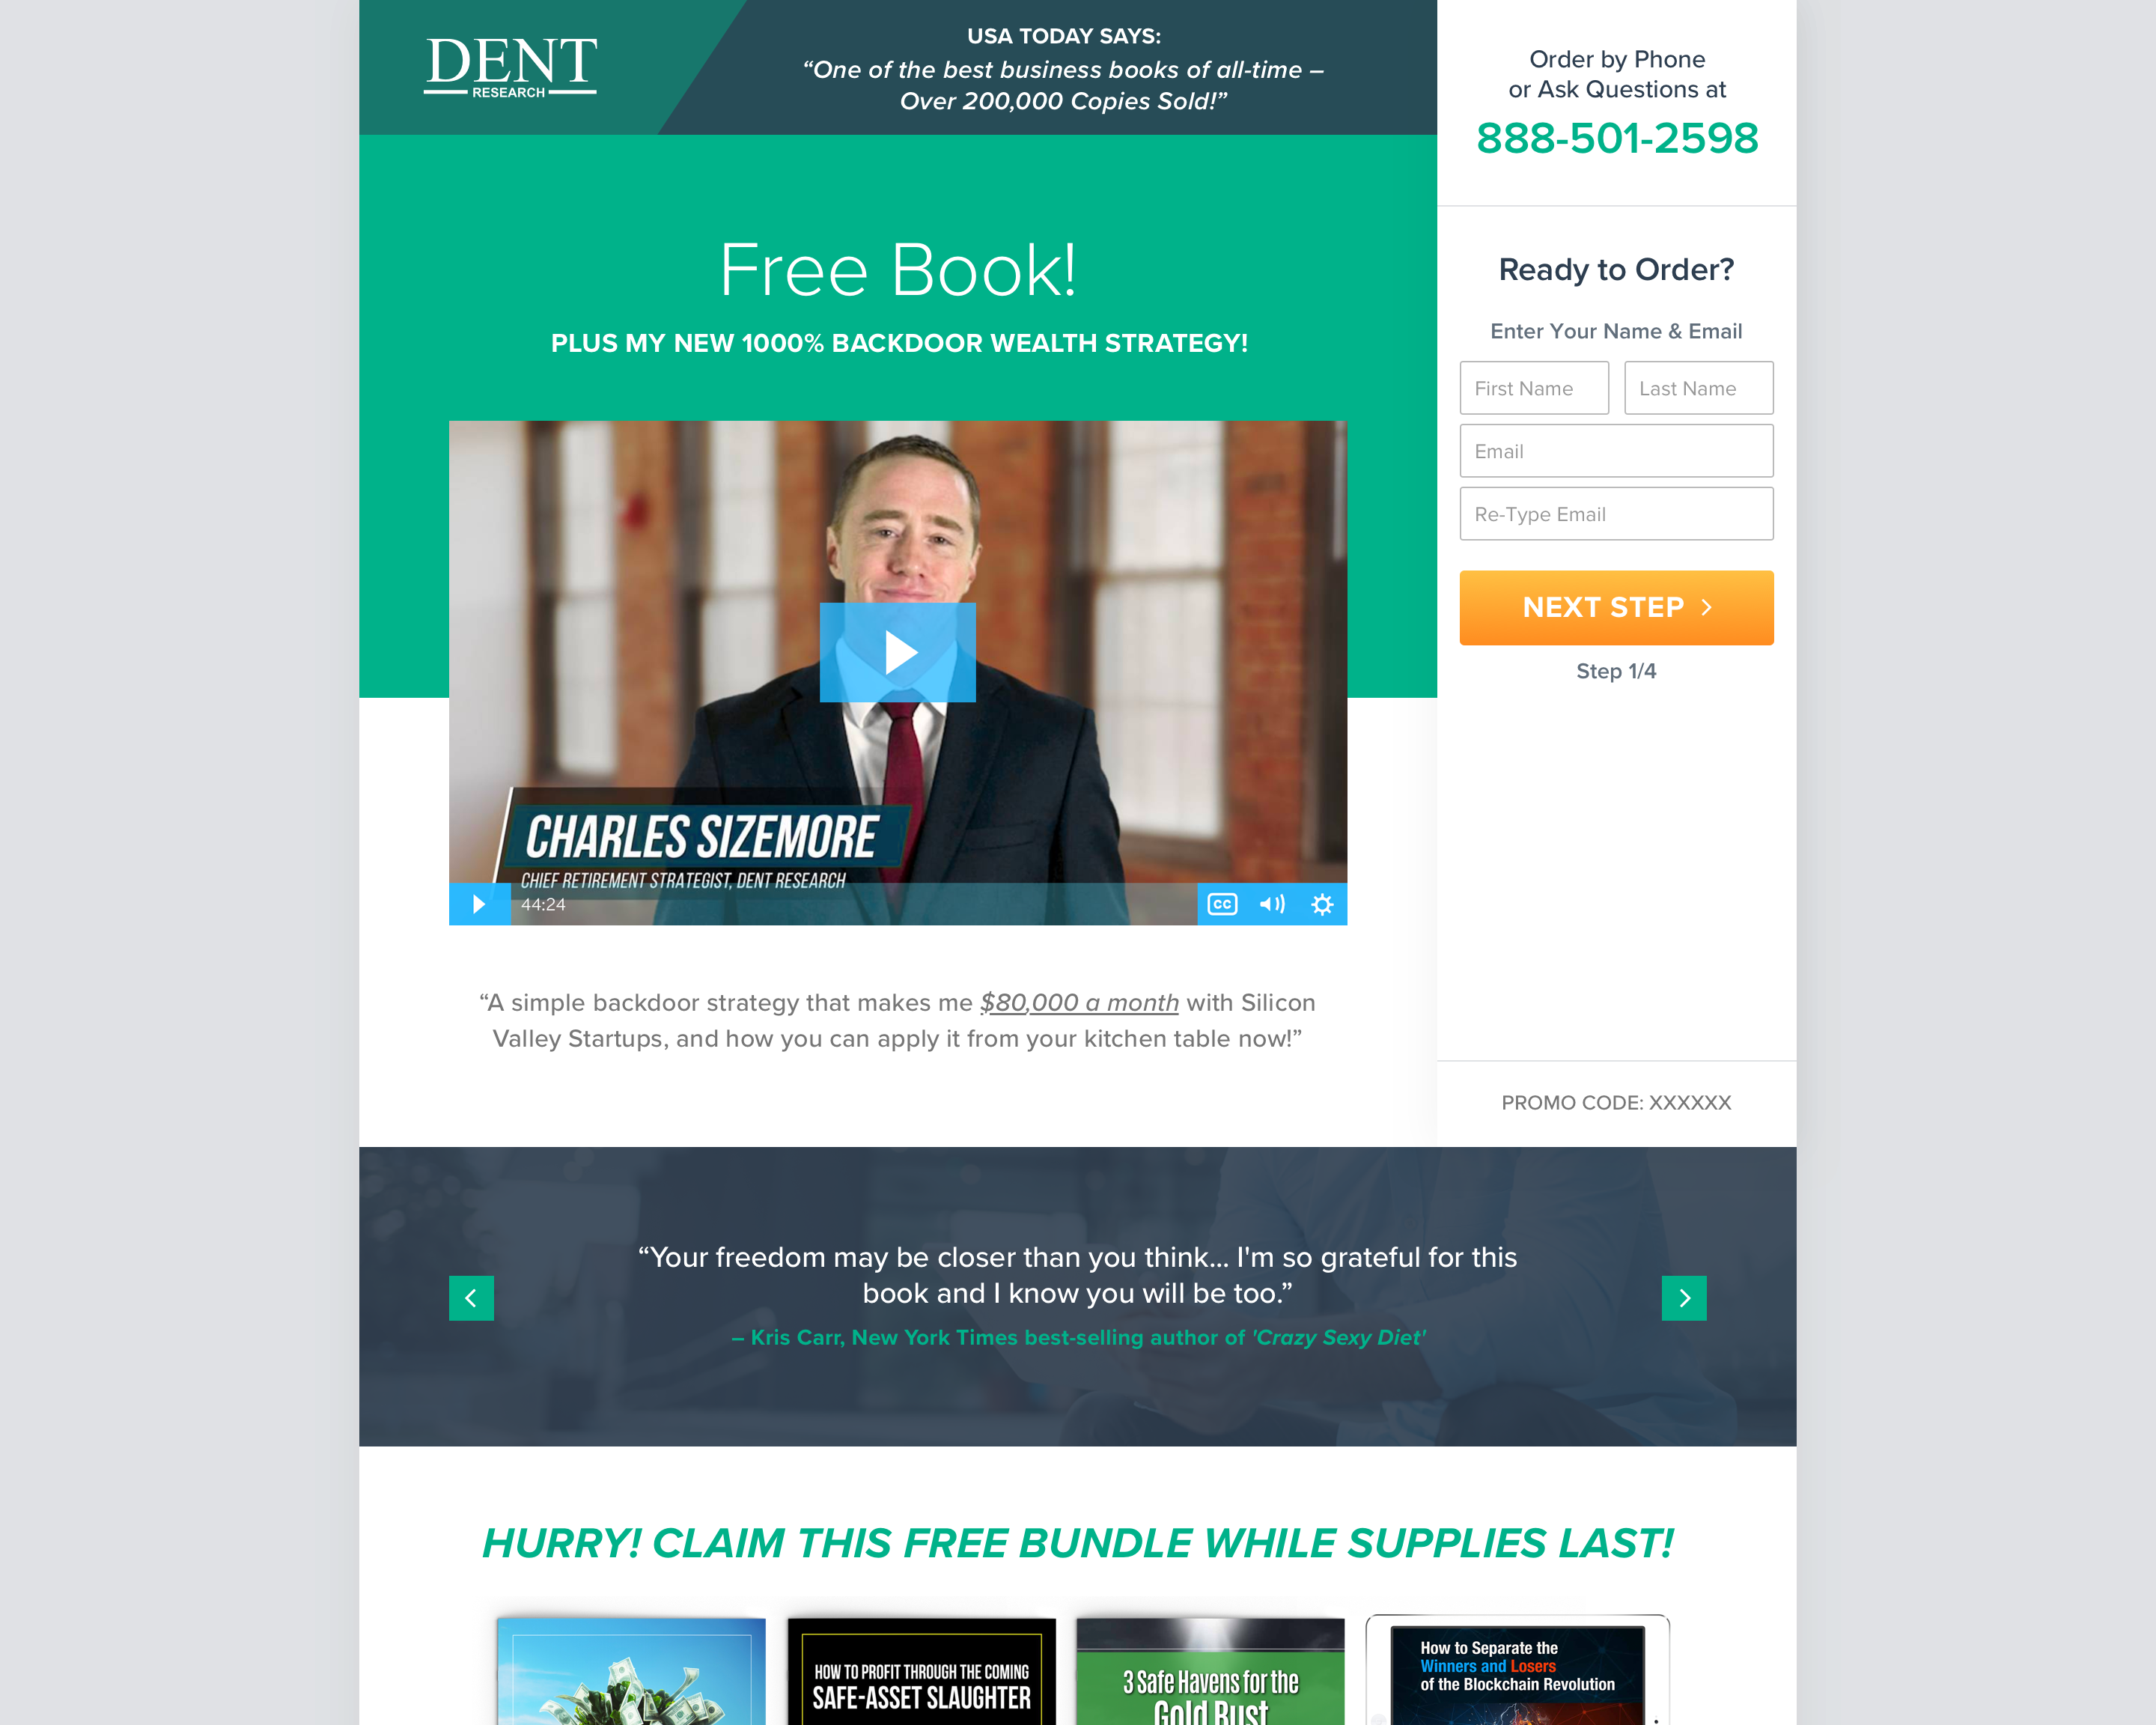 DENT
RESEARCH
USA TODAY SAYS:
“One of the best business books of all-time –
Over 200,000 Copies Sold!”
Order by Phone
or Ask Questions at
888-501-2598
Free Book!
PLUS MY NEW 1000% BACKDOOR WEALTH STRATEGY!
Ready to Order?
Enter Your Name & Email
First Name
Last Name
Email
Re-Type Email
NEXT STEP
Step 1/4
CHARLES SIZEMORE
CHIEF RETIREMENT STRATEGIST, DENT RESEARCH
44:24
CC
“A simple backdoor strategy that makes me $80,000 a month with Silicon
Valley Startups, and how you can apply it from your kitchen table now!”
PROMO CODE: XXXXXX
“Your freedom may be closer than you think... I'm so grateful for this
book and I know you will be too.”
– Kris Carr, New York Times best-selling author of 'Crazy Sexy Diet'
HURRY! CLAIM THIS FREE BUNDLE WHILE SUPPLIES LAST!
HOW TO PROFIT THROUGH THE COMING
SAFE-ASSET SLAUGHTER
3 Safe Havens for the
Gold Bust
How to Separate the
Winners and Losers
of the Blockchain Revolution